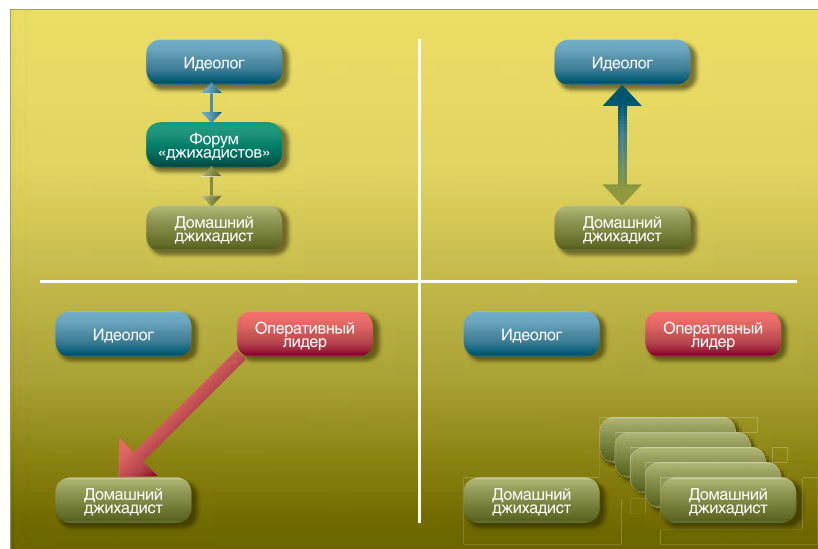 Идеолог
Форум
«джихадистов»
Домашний
джихадист
Идеолог
Домашний
джихадист
Идеолог
Оперативный
лидер
Домашний
джихадист
Идеолог
Оперативный
лидер
Домашний
джихадист
Домашний
джихадист